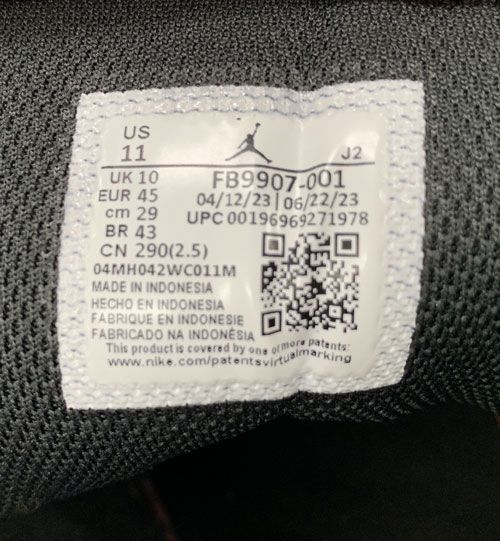 US
11
J2
UK 10
EUR 45
cm 29
BR 43
CN 290(2.5)
FB9907-001
04/12/23 | 06/22/23
UPC 00196969271978
04MH042WC011M
MADE IN INDONESIA
HECHO EN INDONESIA
FABRIQUE EN INDONESIE
FABRICADO NA INDONÉSIA
This product is covered by one of more patents:
www.nike.com/patentsvirtualmarking